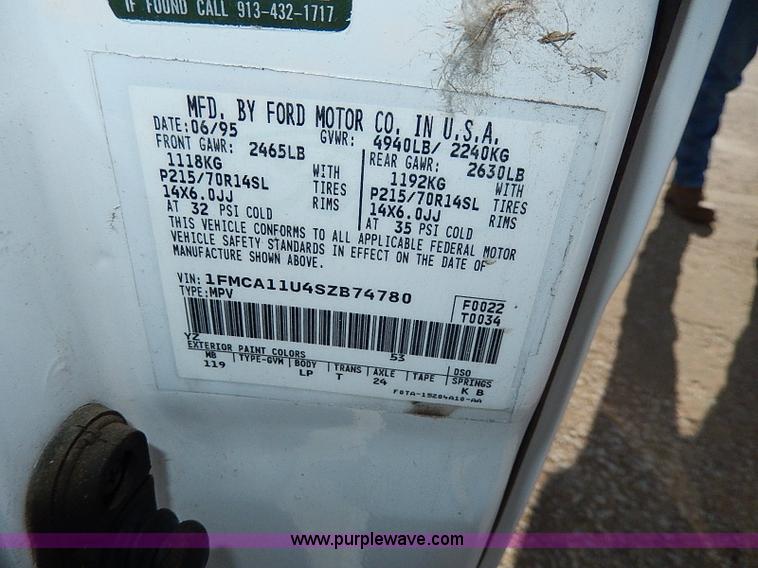 IF FOUND CALL 913-432-1717
MFD. BY FORD MOTOR CO. IN U.S.A.
DATE: 06/95 GVWR: 4940LB/ 2240KG
FRONT GAWR: 2465LB REAR GAWR: 2630LB
1118KG WITH 1192KG WITH
P215/70R14SL TIRES P215/70R14SL TIRES
14X6.0JJ RIMS 14X6.0JJ RIMS
AT 32 PSI COLD AT 35 PSI COLD
THIS VEHICLE CONFORMS TO ALL APPLICABLE FEDERAL MOTOR
VEHICLE SAFETY STANDARDS IN EFFECT ON THE DATE OF
MANUFACTURE SHOWN ABOVE.
VIN: 1FMCA11U4SZB74780
TYPE: MPV F0022
T0034
YZ 53
EXTERIOR PAINT COLORS DSO
WB TYPE-GVM BODY TRANS AXLE TAPE SPRINGS
119 LP T 24 K B
F0TA-15204A10-AA
www.purplewave.com